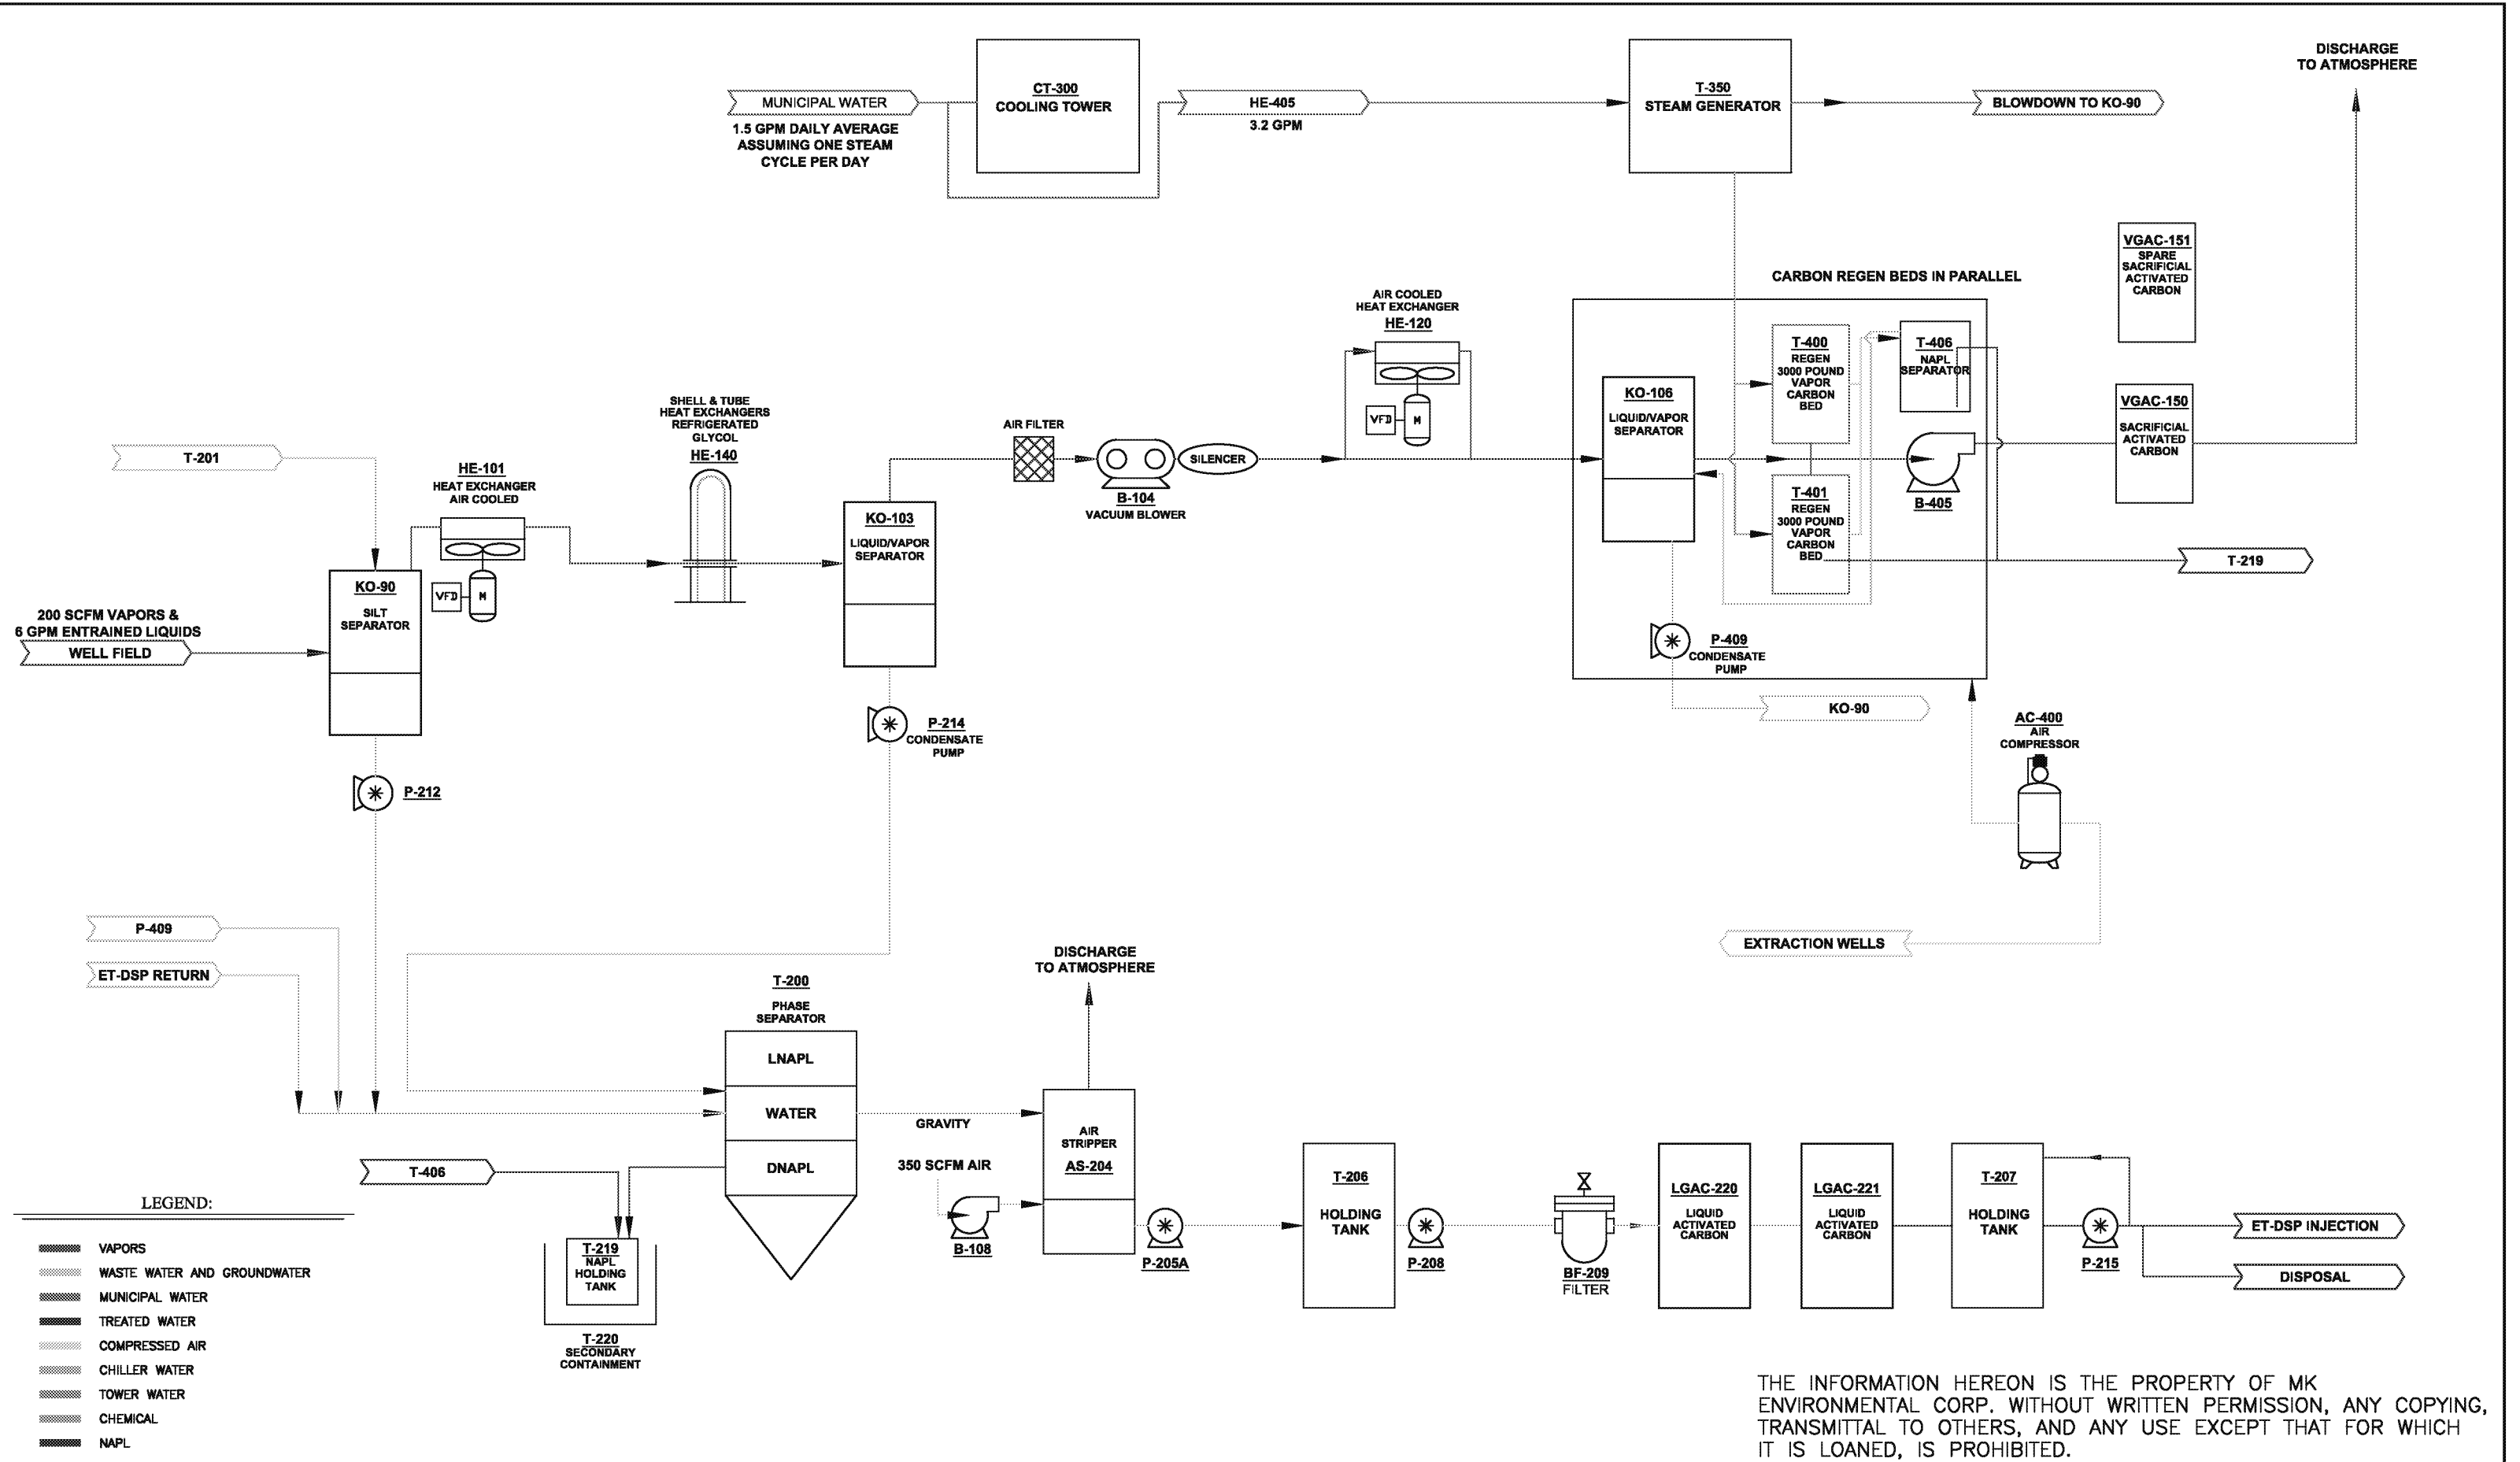 DISCHARGE
TO ATMOSPHERE
CT-300
COOLING TOWER
T-350
STEAM GENERATOR
MUNICIPAL WATER
1.5 GPM DAILY AVERAGE
ASSUMING ONE STEAM
CYCLE PER DAY
HE-405
3.2 GPM
BLOWDOWN TO KO-90
VGAC-151
SPARE
SACRIFICIAL
ACTIVATED
CARBON
CARBON REGEN BEDS IN PARALLEL
AIR COOLED
HEAT EXCHANGER
HE-120
VFD
M
T-400
REGEN
3000 POUND
VAPOR
CARBON
BED
T-406
NAPL
SEPARATOR
KO-106
LIQUID/VAPOR
SEPARATOR
VGAC-150
SACRIFICIAL
ACTIVATED
CARBON
SHELL & TUBE
HEAT EXCHANGERS
REFRIGERATED
GLYCOL
HE-140
AIR FILTER
SILENCER
B-104
VACUUM BLOWER
T-201
HE-101
HEAT EXCHANGER
AIR COOLED
VFD
M
KO-103
LIQUID/VAPOR
SEPARATOR
T-401
REGEN
3000 POUND
VAPOR
CARBON
BED
B-405
T-219
KO-90
SILT
SEPARATOR
200 SCFM VAPORS &
6 GPM ENTRAINED LIQUIDS
WELL FIELD
P-409
CONDENSATE
PUMP
KO-90
P-214
CONDENSATE
PUMP
AC-400
AIR
COMPRESSOR
P-212
P-409
ET-DSP RETURN
EXTRACTION WELLS
DISCHARGE
TO ATMOSPHERE
T-200
PHASE
SEPARATOR
LNAPL
WATER
DNAPL
GRAVITY
AIR
STRIPPER
AS-204
350 SCFM AIR
B-108
T-406
T-219
NAPL
HOLDING
TANK
T-220
SECONDARY
CONTAINMENT
P-205A
T-206
HOLDING
TANK
P-208
BF-209
FILTER
LGAC-220
LIQUID
ACTIVATED
CARBON
LGAC-221
LIQUID
ACTIVATED
CARBON
T-207
HOLDING
TANK
P-215
ET-DSP INJECTION
DISPOSAL
LEGEND:
VAPORS
WASTE WATER AND GROUNDWATER
MUNICIPAL WATER
TREATED WATER
COMPRESSED AIR
CHILLER WATER
TOWER WATER
CHEMICAL
NAPL
THE INFORMATION HEREON IS THE PROPERTY OF MK
ENVIRONMENTAL CORP. WITHOUT WRITTEN PERMISSION, ANY COPYING,
TRANSMITTAL TO OTHERS, AND ANY USE EXCEPT THAT FOR WHICH
IT IS LOANED, IS PROHIBITED.